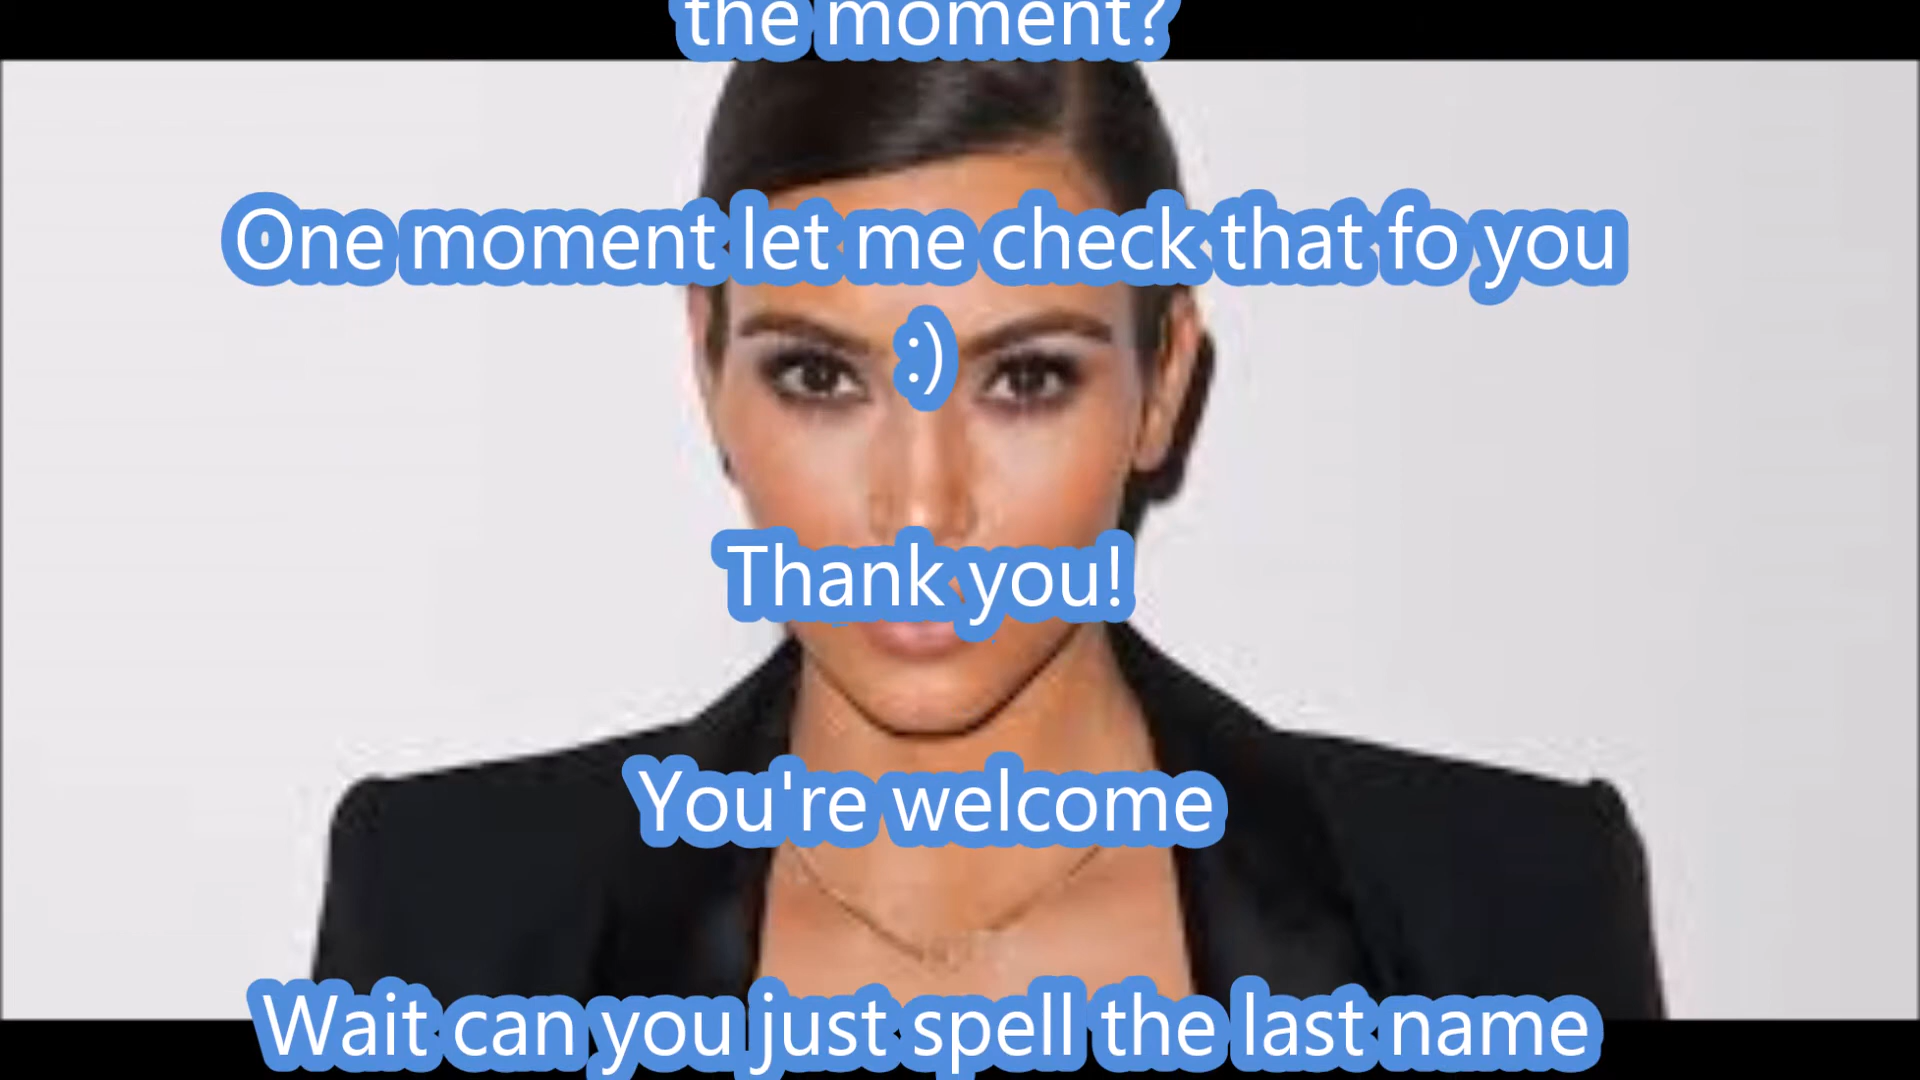 the moment?
One moment let me check that fo you
:)
Thank you!
You're welcome
Wait can you just spell the last name